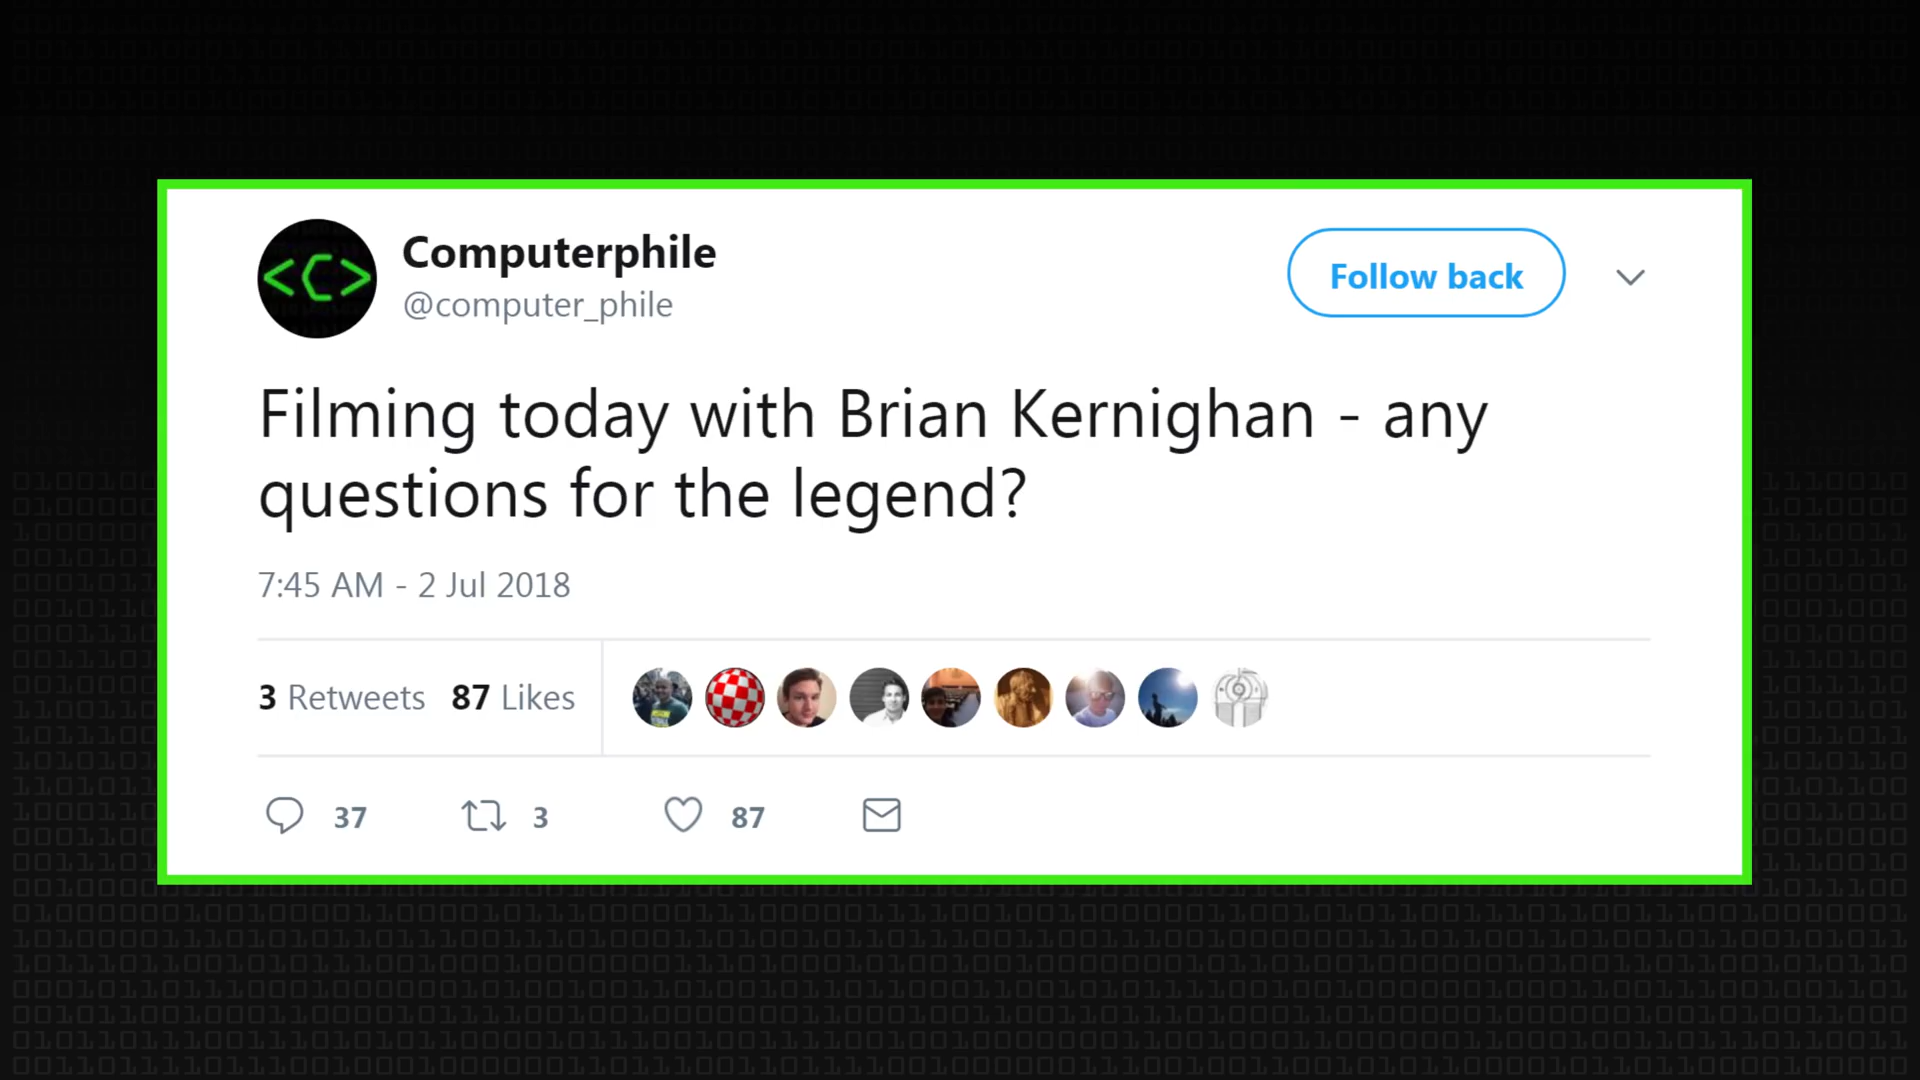 <C>
Computerphile
@computer_phile
Follow back
Filming today with Brian Kernighan - any
questions for the legend?
7:45 AM - 2 Jul 2018
3 Retweets 87 Likes
37 3 87